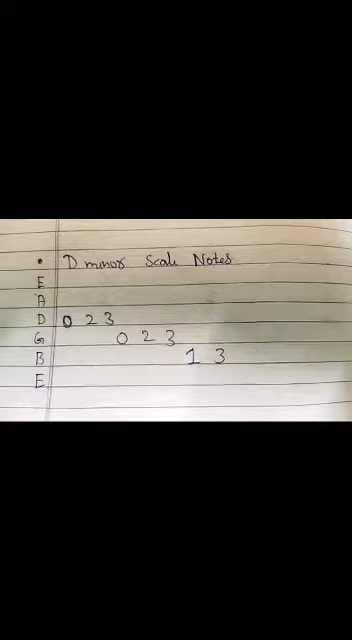 • D minor Scale Notes
E
A
D 0 2 3
G 0 2 3
B 1 3
E